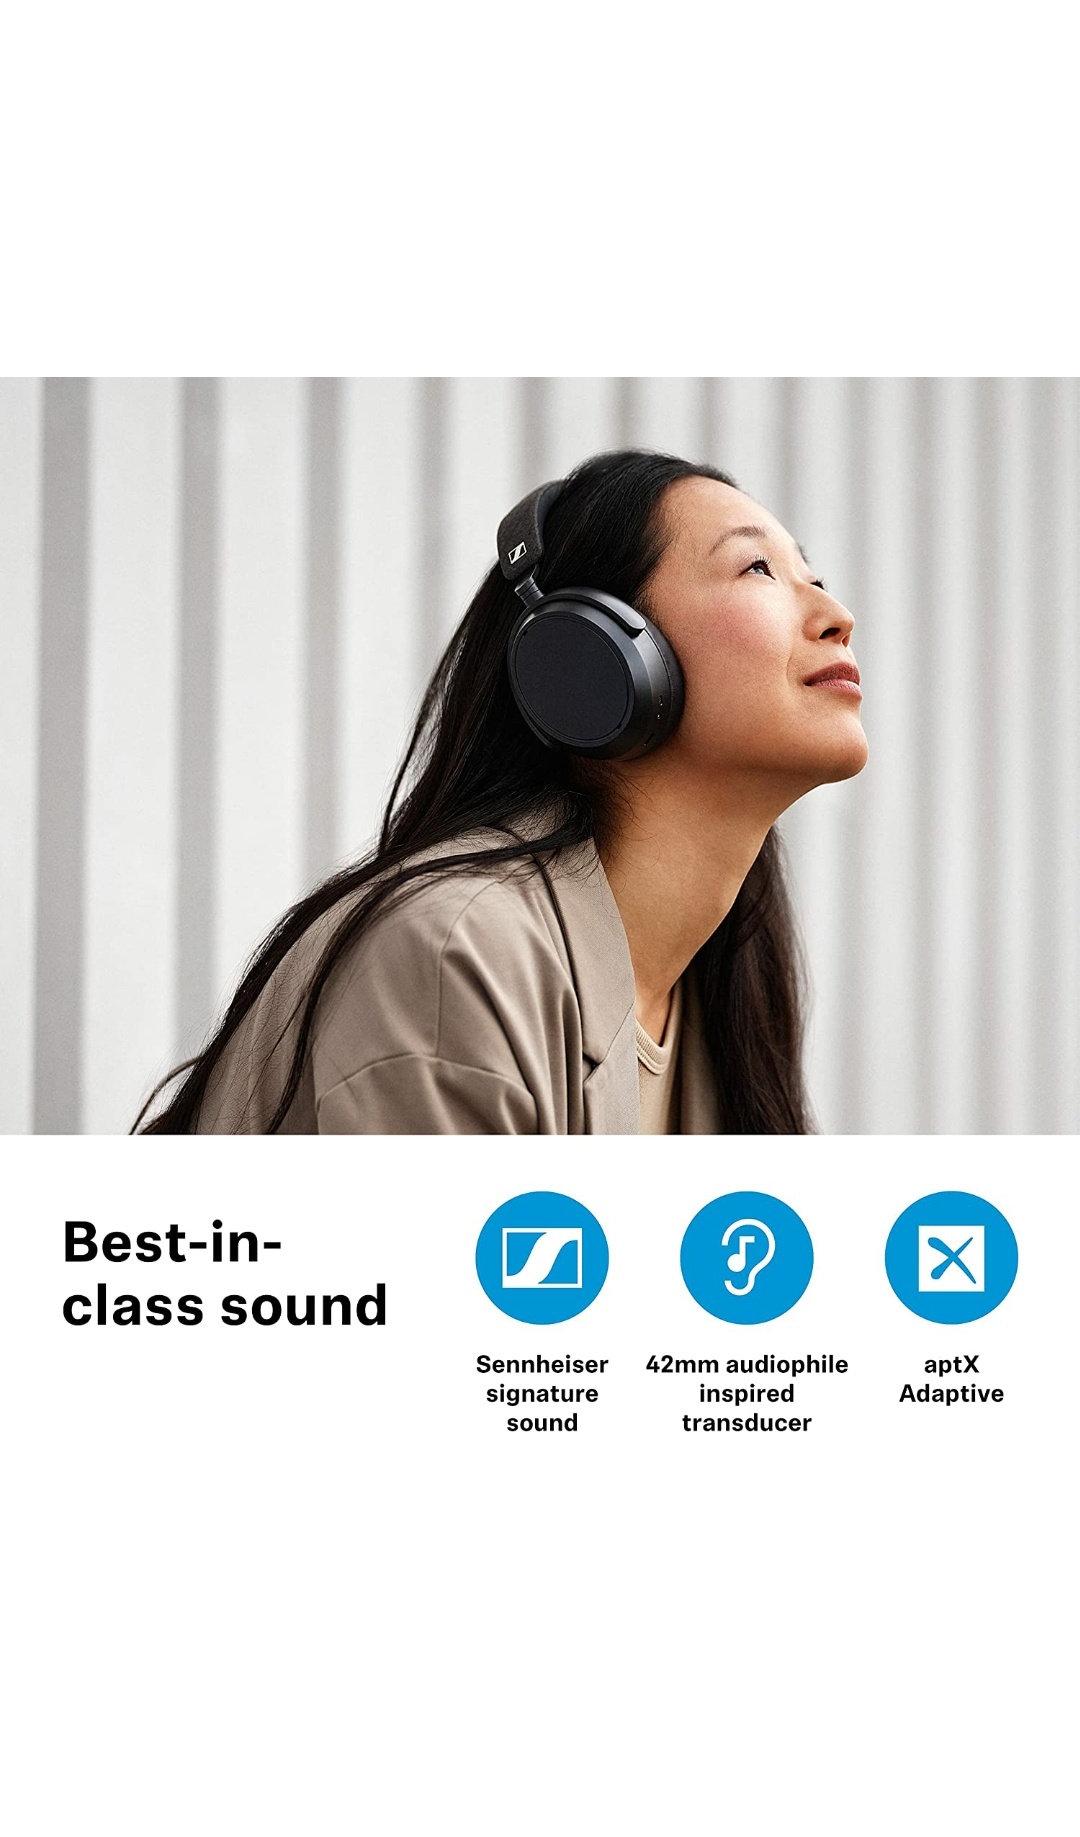 Best-in-
class sound
Sennheiser
signature
sound
42mm audiophile
inspired
transducer
aptX
Adaptive